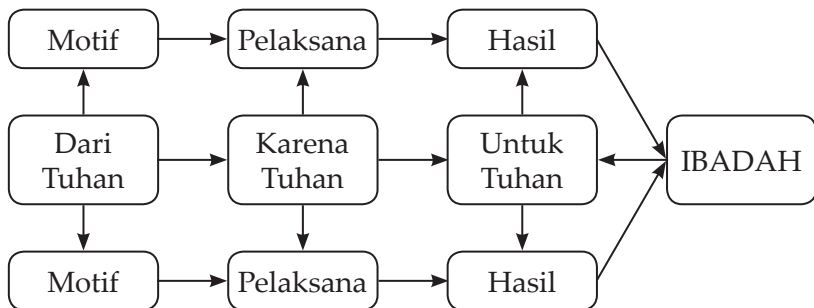 Motif
Pelaksana
Hasil
Dari
Tuhan
Karena
Tuhan
Untuk
Tuhan
IBADAH
Motif
Pelaksana
Hasil